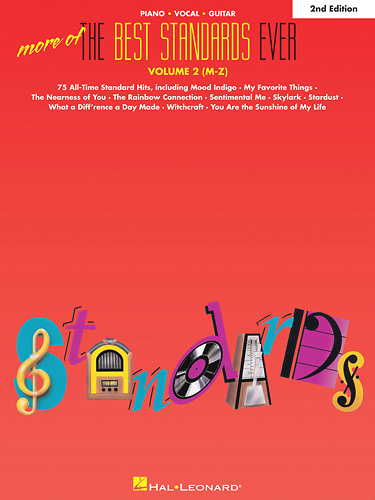 PIANO • VOCAL • GUITAR
2nd Edition
more of THE BEST STANDARDS EVER
VOLUME 2 (M-Z)
75 All-Time Standard Hits, including Mood Indigo • My Favorite Things •
The Nearness of You • The Rainbow Connection • Sentimental Me • Skylark • Stardust •
What a Diff'rence a Day Made • Witchcraft • You Are the Sunshine of My Life
Standards
HAL•LEONARD®